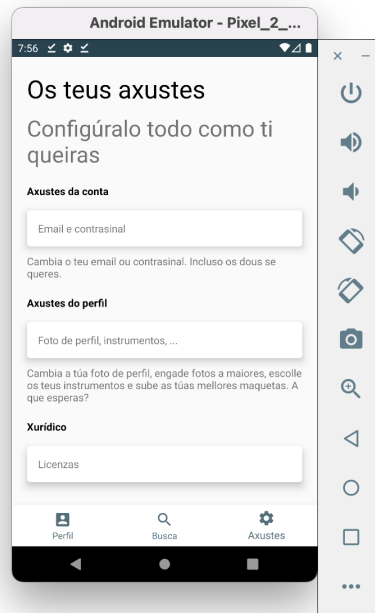 Android Emulator - Pixel_2_...
7:56
Os teus axustes
Configúralo todo como ti
queiras
Axustes da conta
Email e contrasinal
Cambia o teu email ou contrasinal. Incluso os dous se
queres.
Axustes do perfil
Foto de perfil, instrumentos, ...
Cambia a túa foto de perfil, engade fotos a maiores, escolle
os teus instrumentos e sube as túas mellores maquetas. A
que esperas?
Xurídico
Licenzas
Perfil
Busca
Axustes